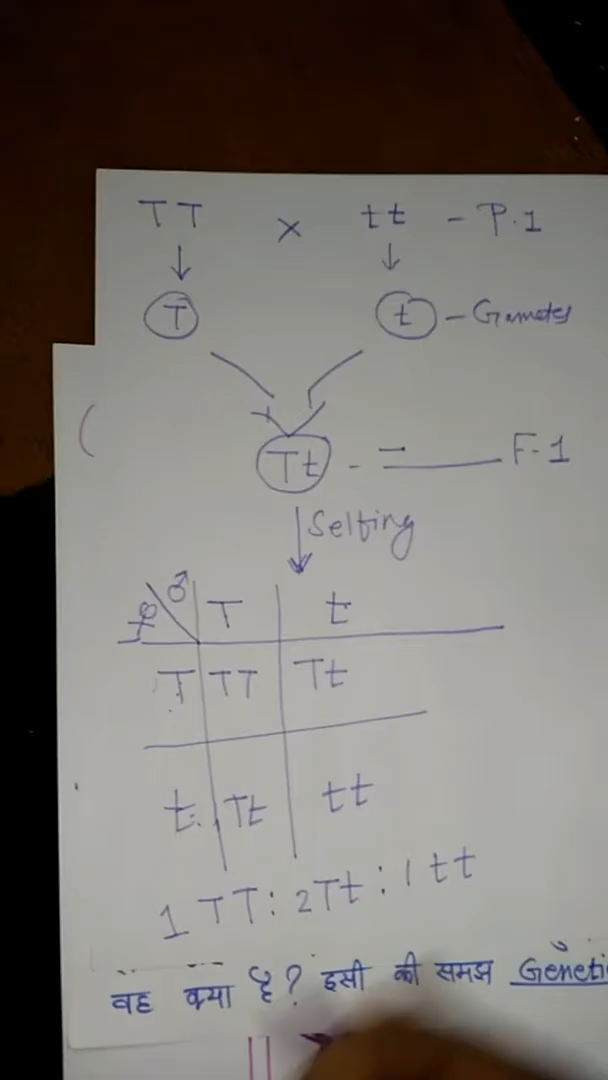 TT × tt - P.1
T t - Gametes
Tt - F-1
Selfing
♂ T t
♀
T TT Tt
t Tt tt
1 TT : 2Tt : 1 tt
वह क्या है? इसी की समझ Geneti